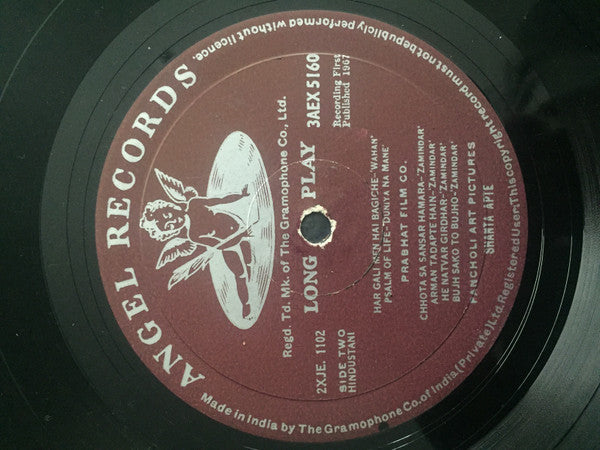 ANGEL RECORDS.
Regd. Td. Mk. of The Gramophone Co., Ltd.
LONG PLAY
2XJE. 1102
SIDE TWO
HINDUSTANI
3AEX 5160
Recording First
Published 1967
HAR GALI MEN HAI BAGICHE-"WAHAN"
PSALM OF LIFE-"DUNIYA NA MANE"
PRABHAT FILM CO.
CHHOTA SA SANSAR HAMARA-"ZAMINDAR"
ARMAN TADAPTE HAIN-"ZAMINDAR"
HE NATVAR GIRDHAR-"ZAMINDAR"
BUJH SAKO TO BUJHO-"ZAMINDAR"
PANCHOLI ART PICTURES
SHANTA APTE
Made in India by The Gramophone Co. of India (Private) Ltd. Registered User. This copyright record must not be publicly performed without licence.